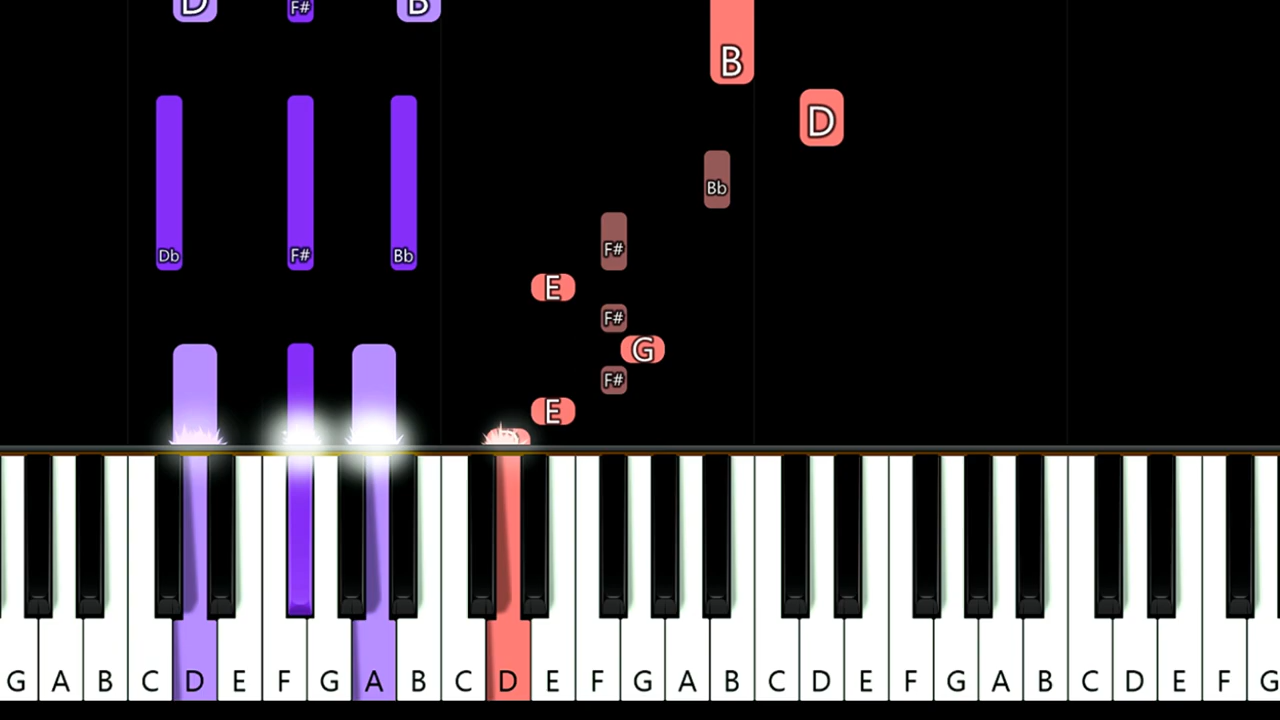 D F# B
B
D
Bb
F#
Db F# Bb
E
F#
G
F#
E
G A B C D E F G A B C D E F G A B C D E F G A B C D E F G